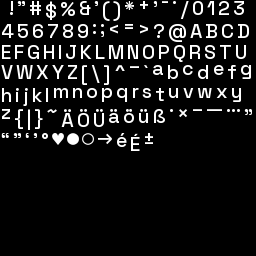 !"#$%&'()*+'-·/0123
456789:;<=>?@ABCD
EFGHIJKLMNOPQRSTU
VWXYZ[\]^-`abcdefg
hijklmnopqrstuvwxy
z{|}~ÄÖÜäöüß·×–—…”
“”‘’°♥●○→éÉ±